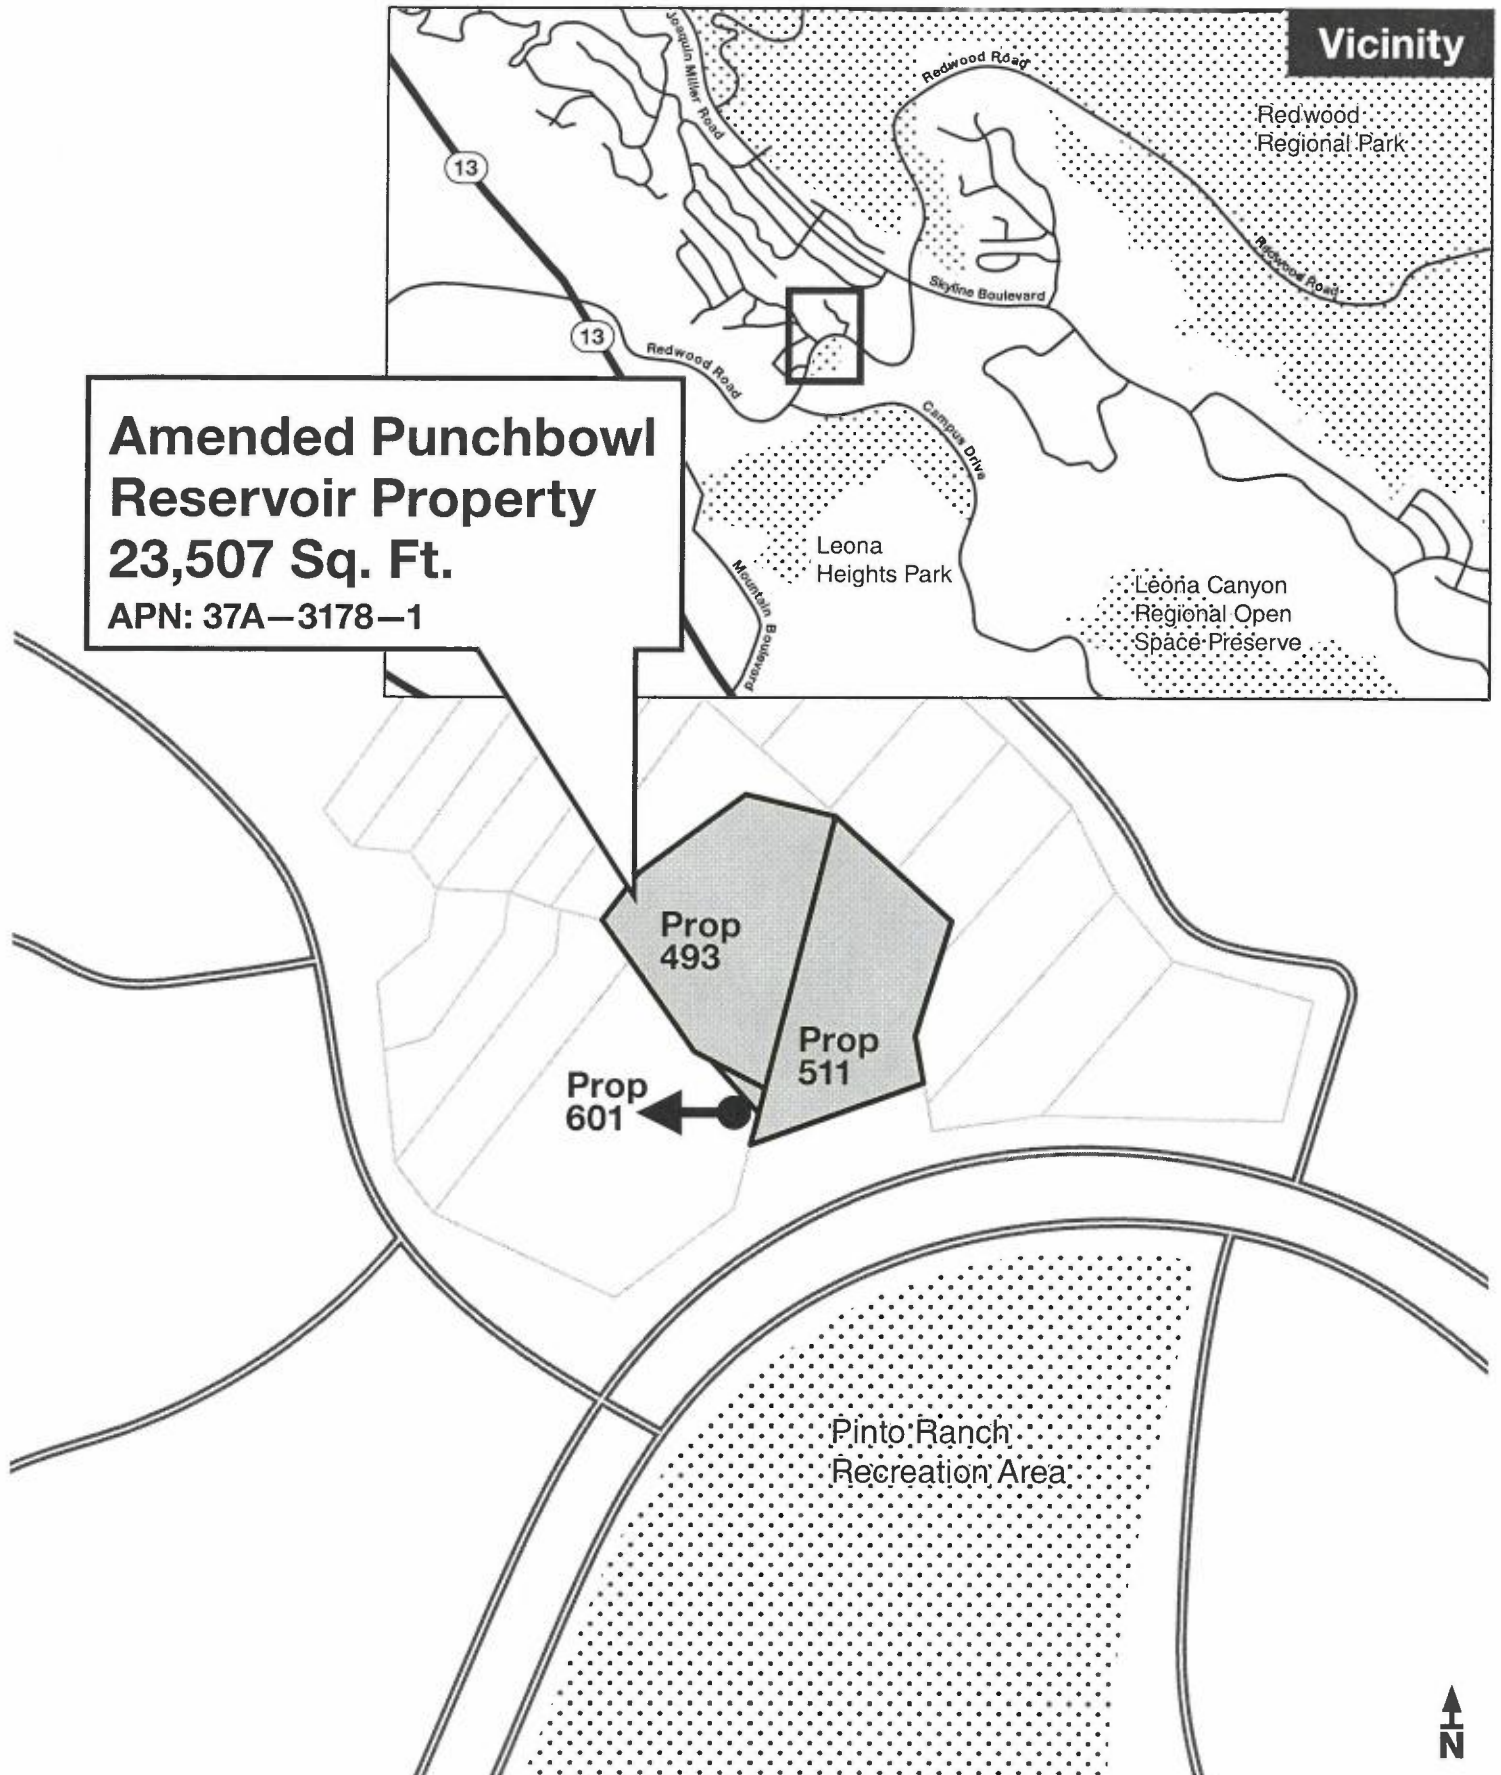 Vicinity
Joaquin Miller Road
Redwood Road
Redwood
Regional Park
13
Redwood Road
Skyline Boulevard
13
Redwood Road
Campus Drive
Amended Punchbowl
Reservoir Property
23,507 Sq. Ft.
APN: 37A–3178–1
Leona
Heights Park
Mountain Boulevard
Leona Canyon
Regional Open
Space Preserve
Prop
493
Prop
511
Prop
601
Pinto Ranch
Recreation Area
N